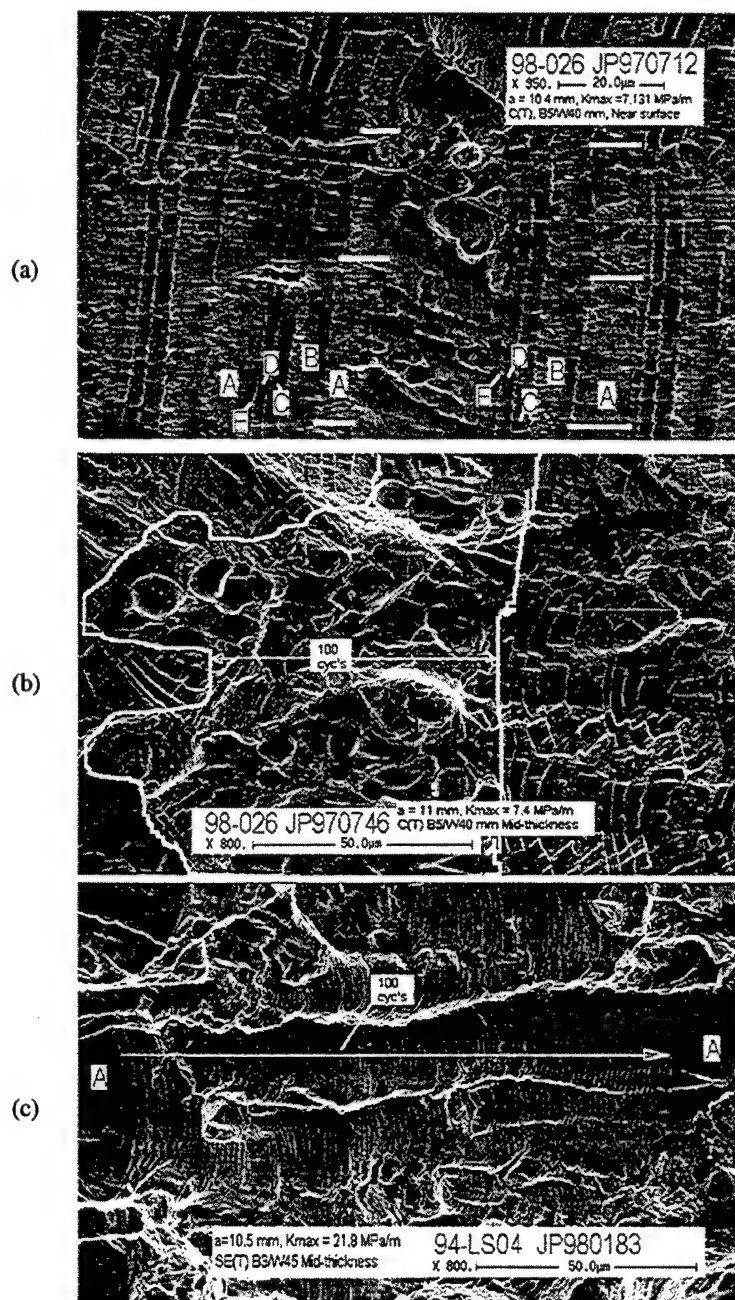 98-026 JP970712
X 350. 20.0µm
a = 10.4 mm, Kmax =7.131 MPa/m
C(T), B5/W40 mm, Near surface
(a)
D B D B
A A A
E C E C
(b)
100
cyc's
98-026 JP970746 a = 11 mm, Kmax = 7.4 MPa/m
C(T) B5/W40 mm Mid-thickness
X 800. 50.0µm
100
cyc's
A A
(c)
a=10.5 mm, Kmax = 21.8 MPa/m 94-LS04 JP980183
SE(T) B3/W45 Mid-thickness X 800. 50.0µm